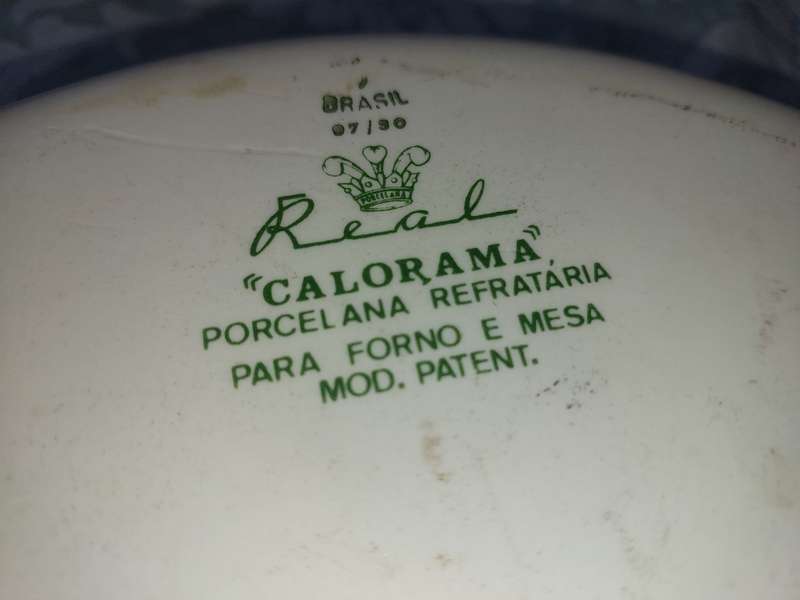 BRASIL
07/90
PORCELANA
Real
"CALORAMA"
PORCELANA REFRATÁRIA
PARA FORNO E MESA
MOD. PATENT.